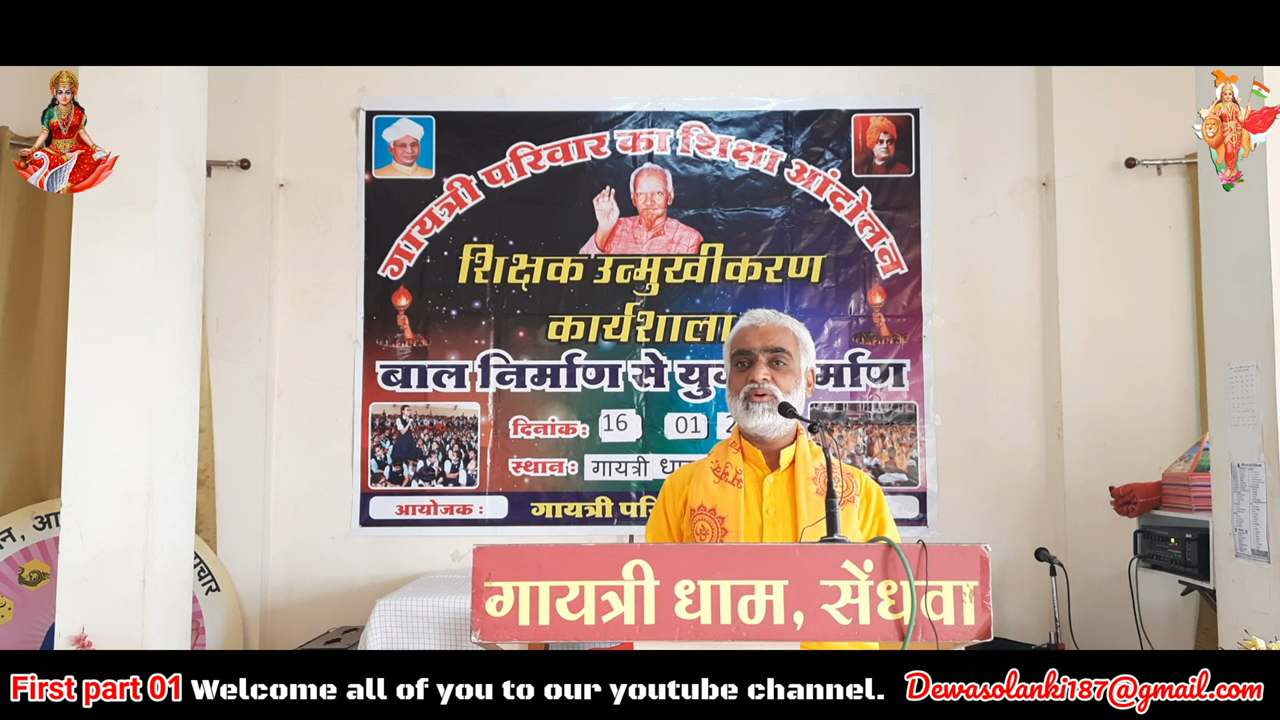 गायत्री परिवार का शिक्षा आंदोलन
शिक्षक उन्मुखीकरण
कार्यशाला
बाल निर्माण से
दिनांक: 16 01
स्थान: गायत्री
आयोजक :
गायत्री
गायत्री धाम, सेंधवा
First part 01 Welcome all of you to our youtube channel. Dewasolanki187@gmail.com